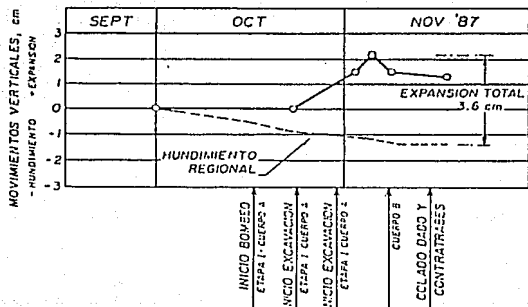 SEPT OCT NOV '87
MOVIMIENTOS VERTICALES, cm
- HUNDIMIENTO + EXPANSION
3
2
1
0
-1
-2
-3
EXPANSION TOTAL
3.6 cm
HUNDIMIENTO
REGIONAL
INICIO BOMBEO
ETAPA I - CUERPO A
INICIO EXCAVACION
ETAPA I CUERPO A
INICIO EXCAVACION
ETAPA I CUERPO A
CUERPO B
COLADO DADO Y
CONTRATRABES